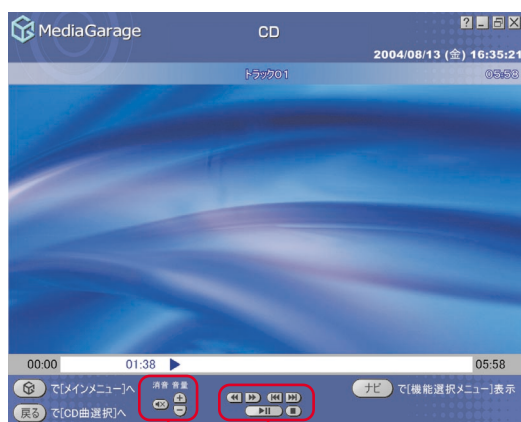 MediaGarage
CD
2004/08/13 (金) 16:35:21
トラック01
05:58
00:00
01:38
05:58
で[メインメニュー]へ
消音 音量
ナビ で[機能選択メニュー]表示
戻る で[CD曲選択]へ